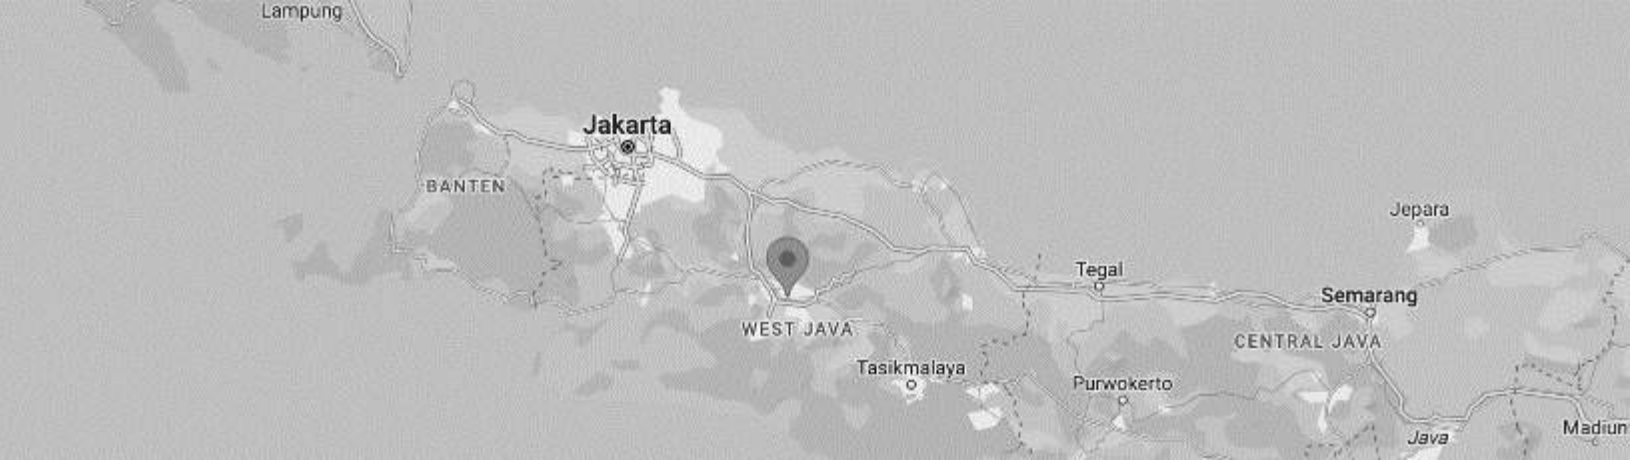 Lampung
Jakarta
BANTEN
Jepara
Tegal
Semarang
WEST JAVA
CENTRAL JAVA
Tasikmalaya
Purwokerto
Madiun
Java